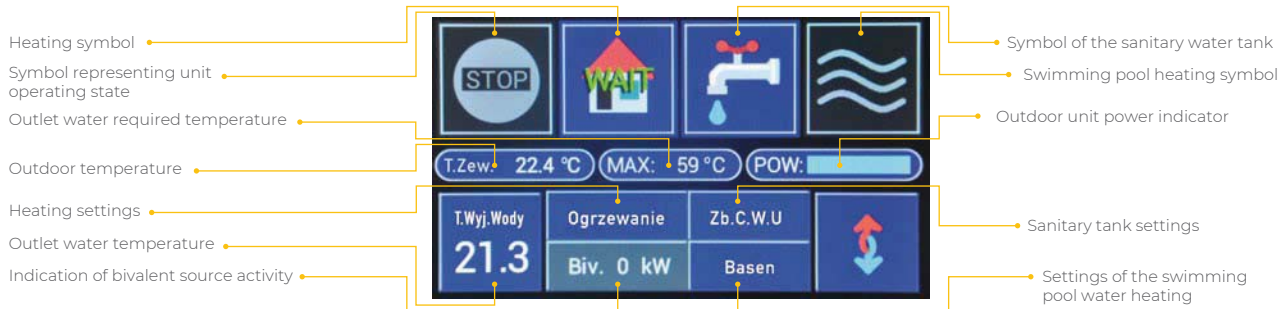 Heating symbol
Symbol representing unit
operating state
Outlet water required temperature
Outdoor temperature
Heating settings
Outlet water temperature
Indication of bivalent source activity
STOP
WAIT
T.Zew. 22.4 °C
MAX: 59 °C
POW:
T.Wyj.Wody
21.3
Ogrzewanie
Zb.C.W.U
Biv. 0 kW
Basen
Symbol of the sanitary water tank
Swimming pool heating symbol
Outdoor unit power indicator
Sanitary tank settings
Settings of the swimming
pool water heating